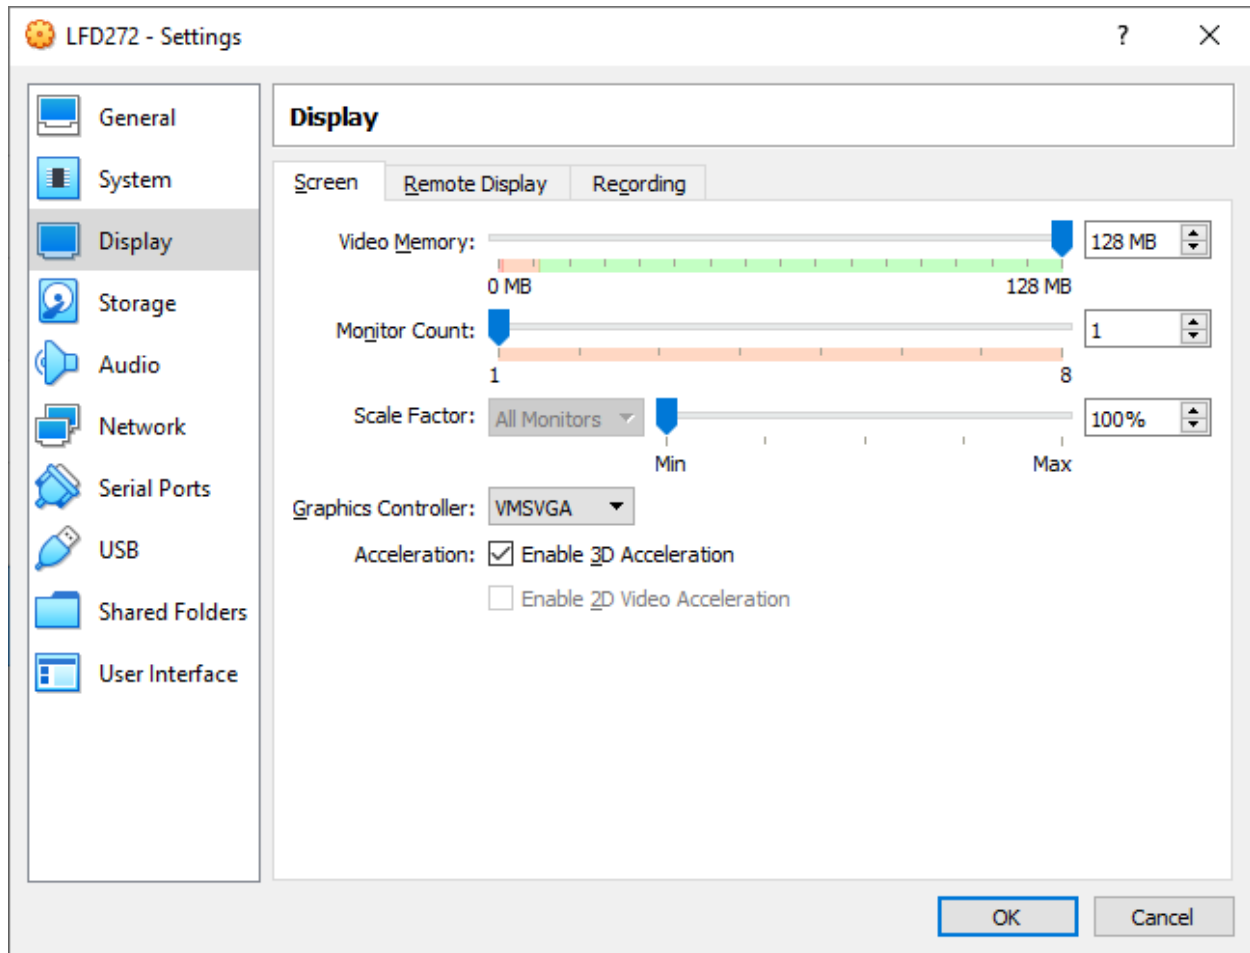 LFD272 - Settings
?
General
System
Display
Storage
Audio
Network
Serial Ports
USB
Shared Folders
User Interface
Display
Screen
Remote Display
Recording
Video Memory:
128 MB
0 MB
128 MB
Monitor Count:
1
1
8
Scale Factor:
All Monitors
100%
Min
Max
Graphics Controller:
VMSVGA
Acceleration:
Enable 3D Acceleration
Enable 2D Video Acceleration
OK
Cancel